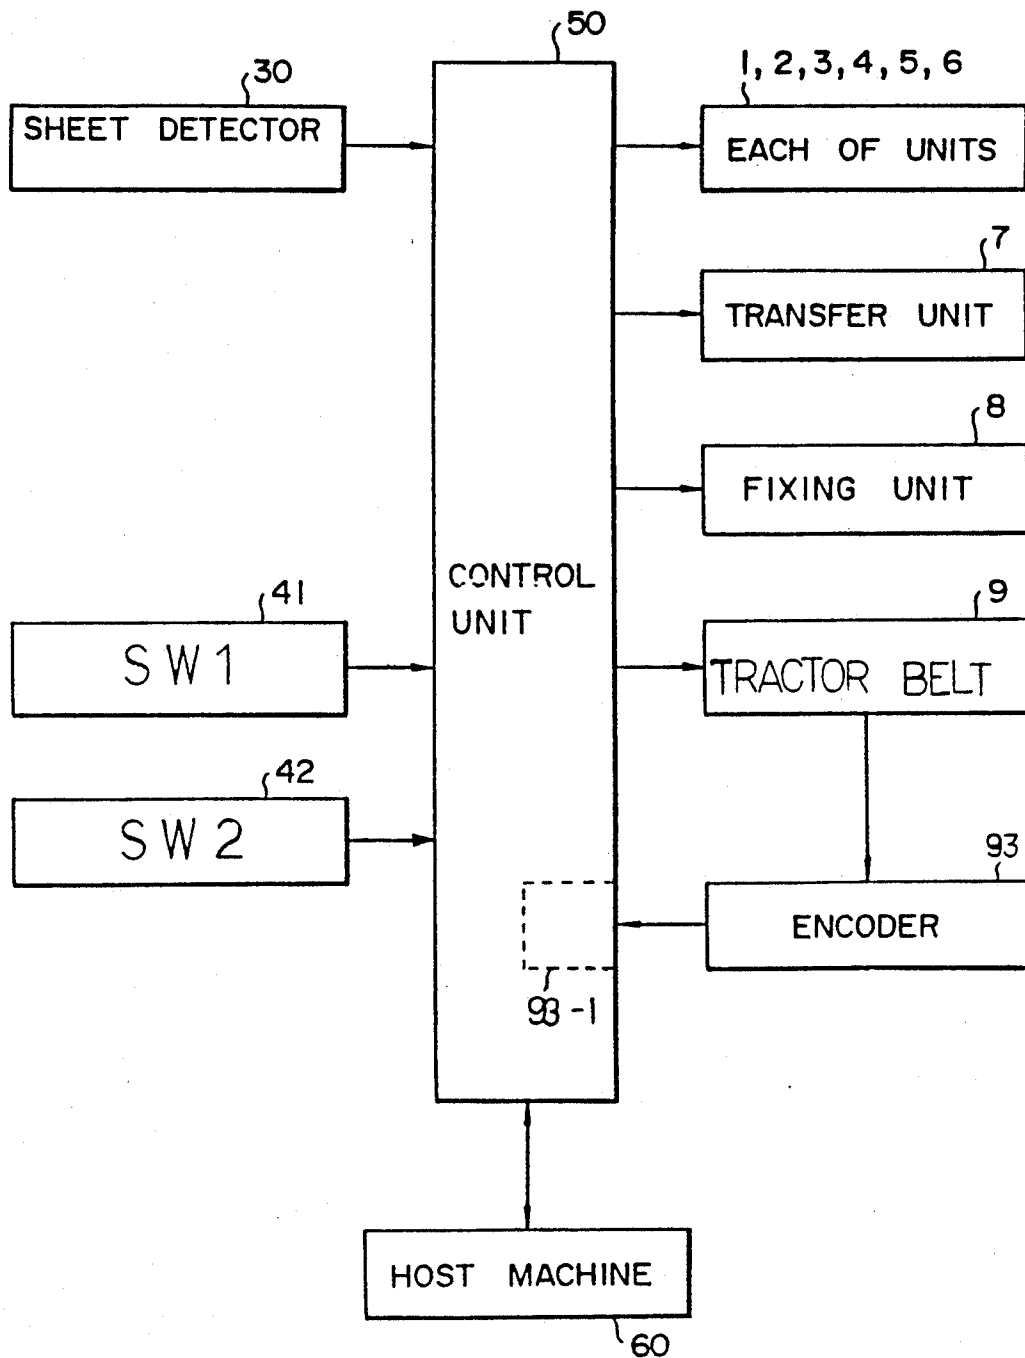 50
30
1, 2, 3, 4, 5, 6
SHEET DETECTOR
EACH OF UNITS
7
TRANSFER UNIT
8
FIXING UNIT
CONTROL
UNIT
41
SW1
9
TRACTOR BELT
42
SW2
93
ENCODER
93-1
HOST MACHINE
60